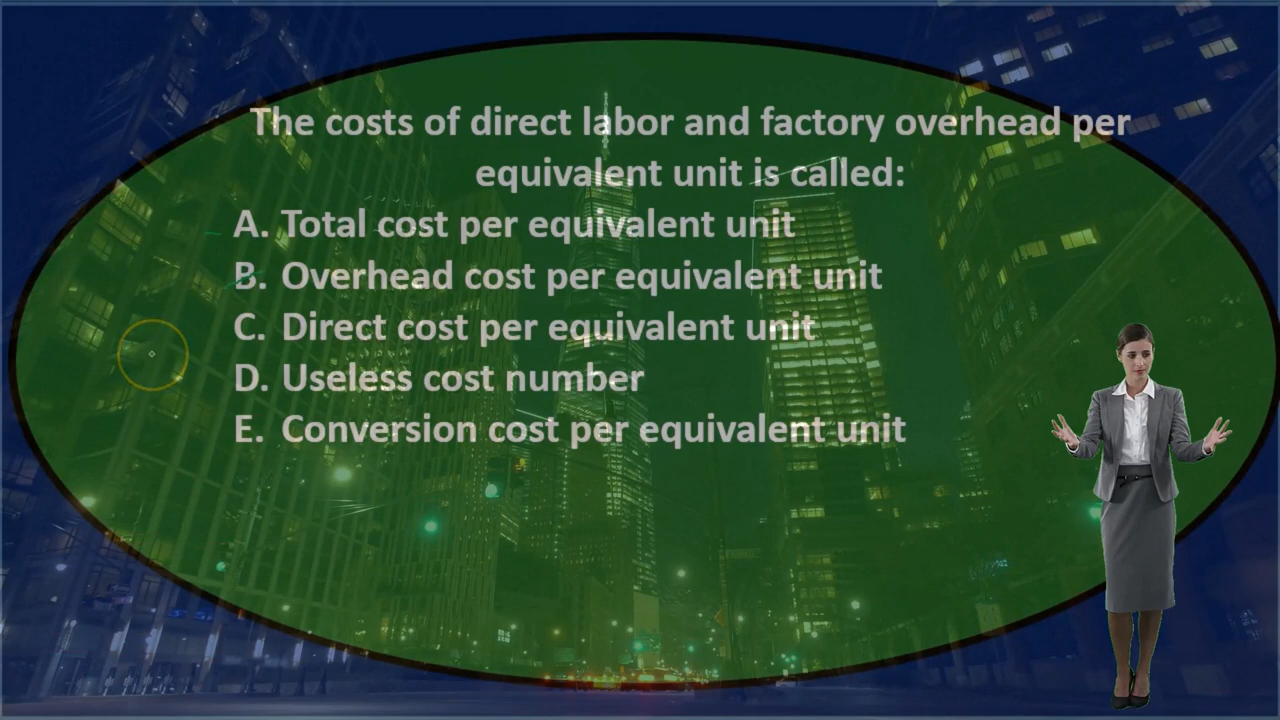 The costs of direct labor and factory overhead per
equivalent unit is called:
A. Total cost per equivalent unit
B. Overhead cost per equivalent unit
C. Direct cost per equivalent unit
D. Useless cost number
E. Conversion cost per equivalent unit